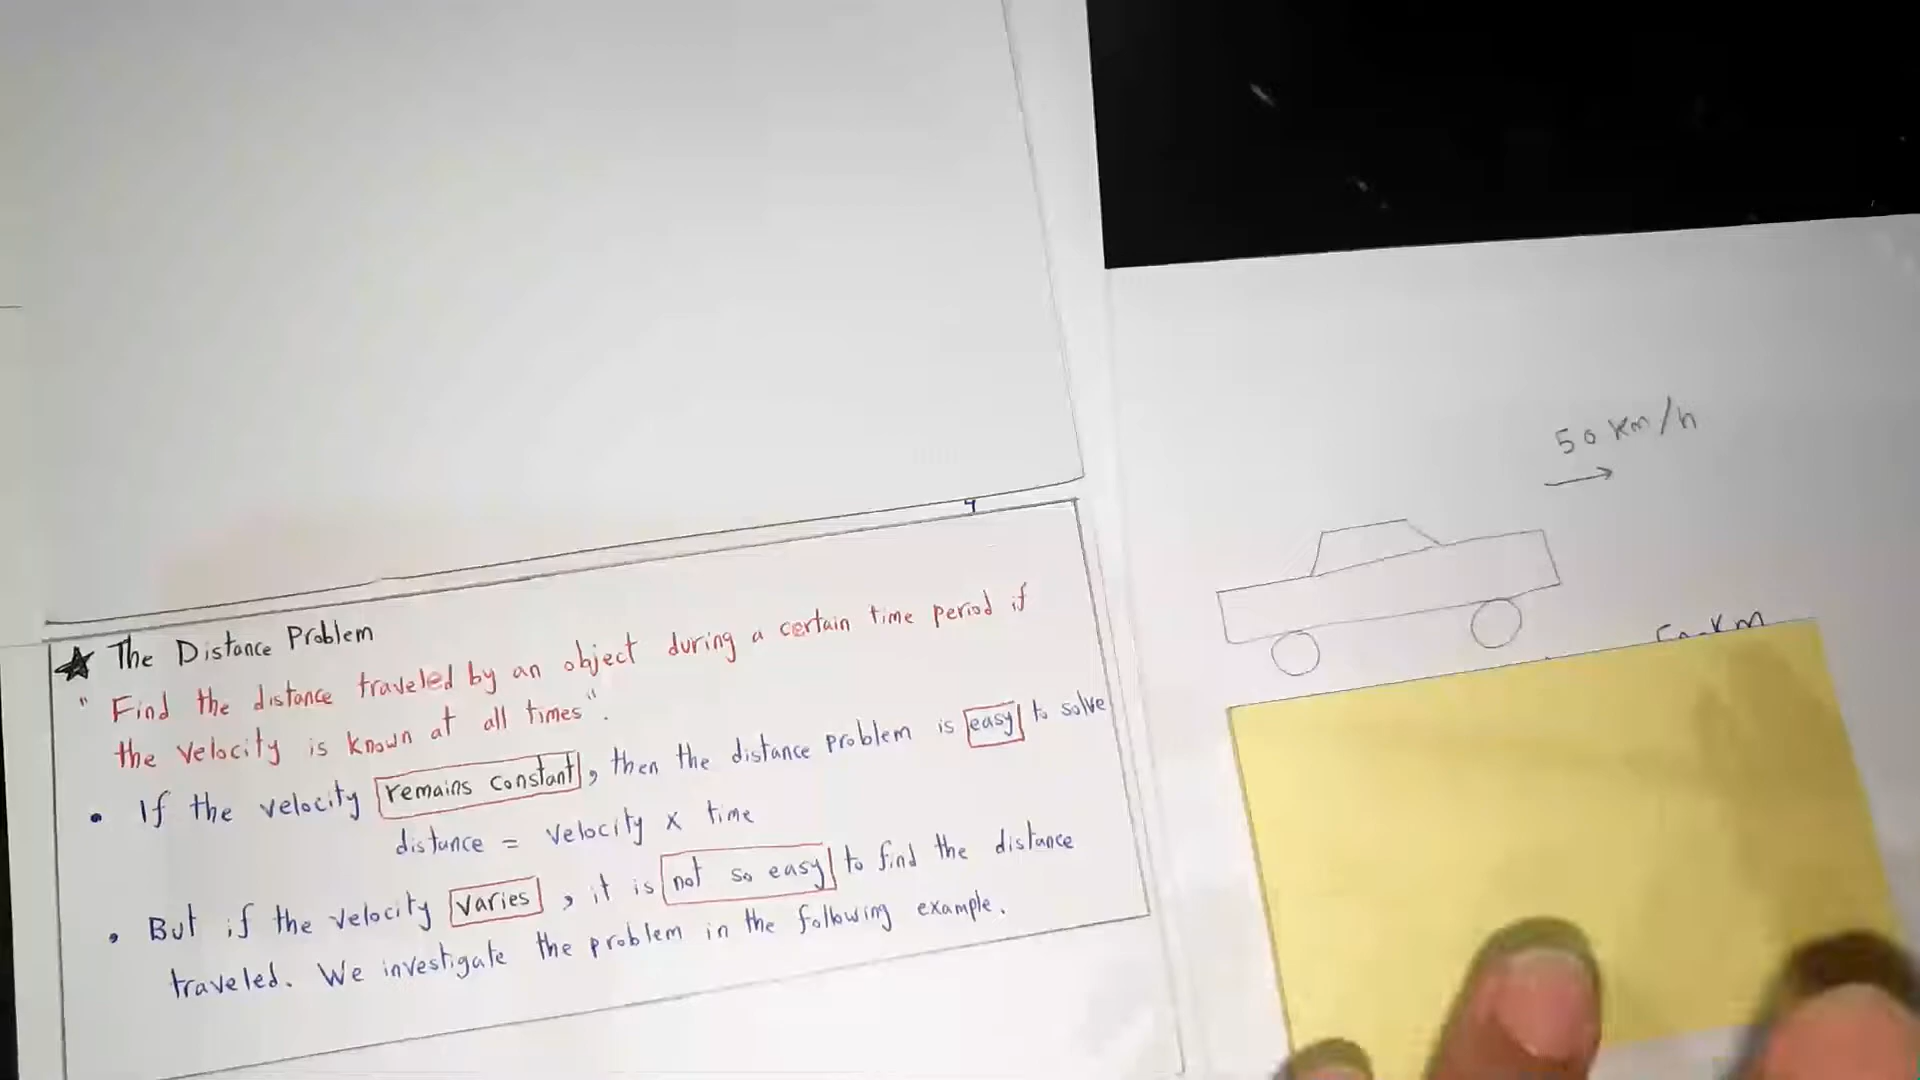 4
The Distance Problem
"Find the distance traveled by an object during a certain time period if
the velocity is known at all times".
• If the velocity remains constant, then the distance problem is easy to solve
distance = velocity x time
• But if the velocity varies, it is not so easy to find the distance
traveled. We investigate the problem in the following example.
50 km/h
km